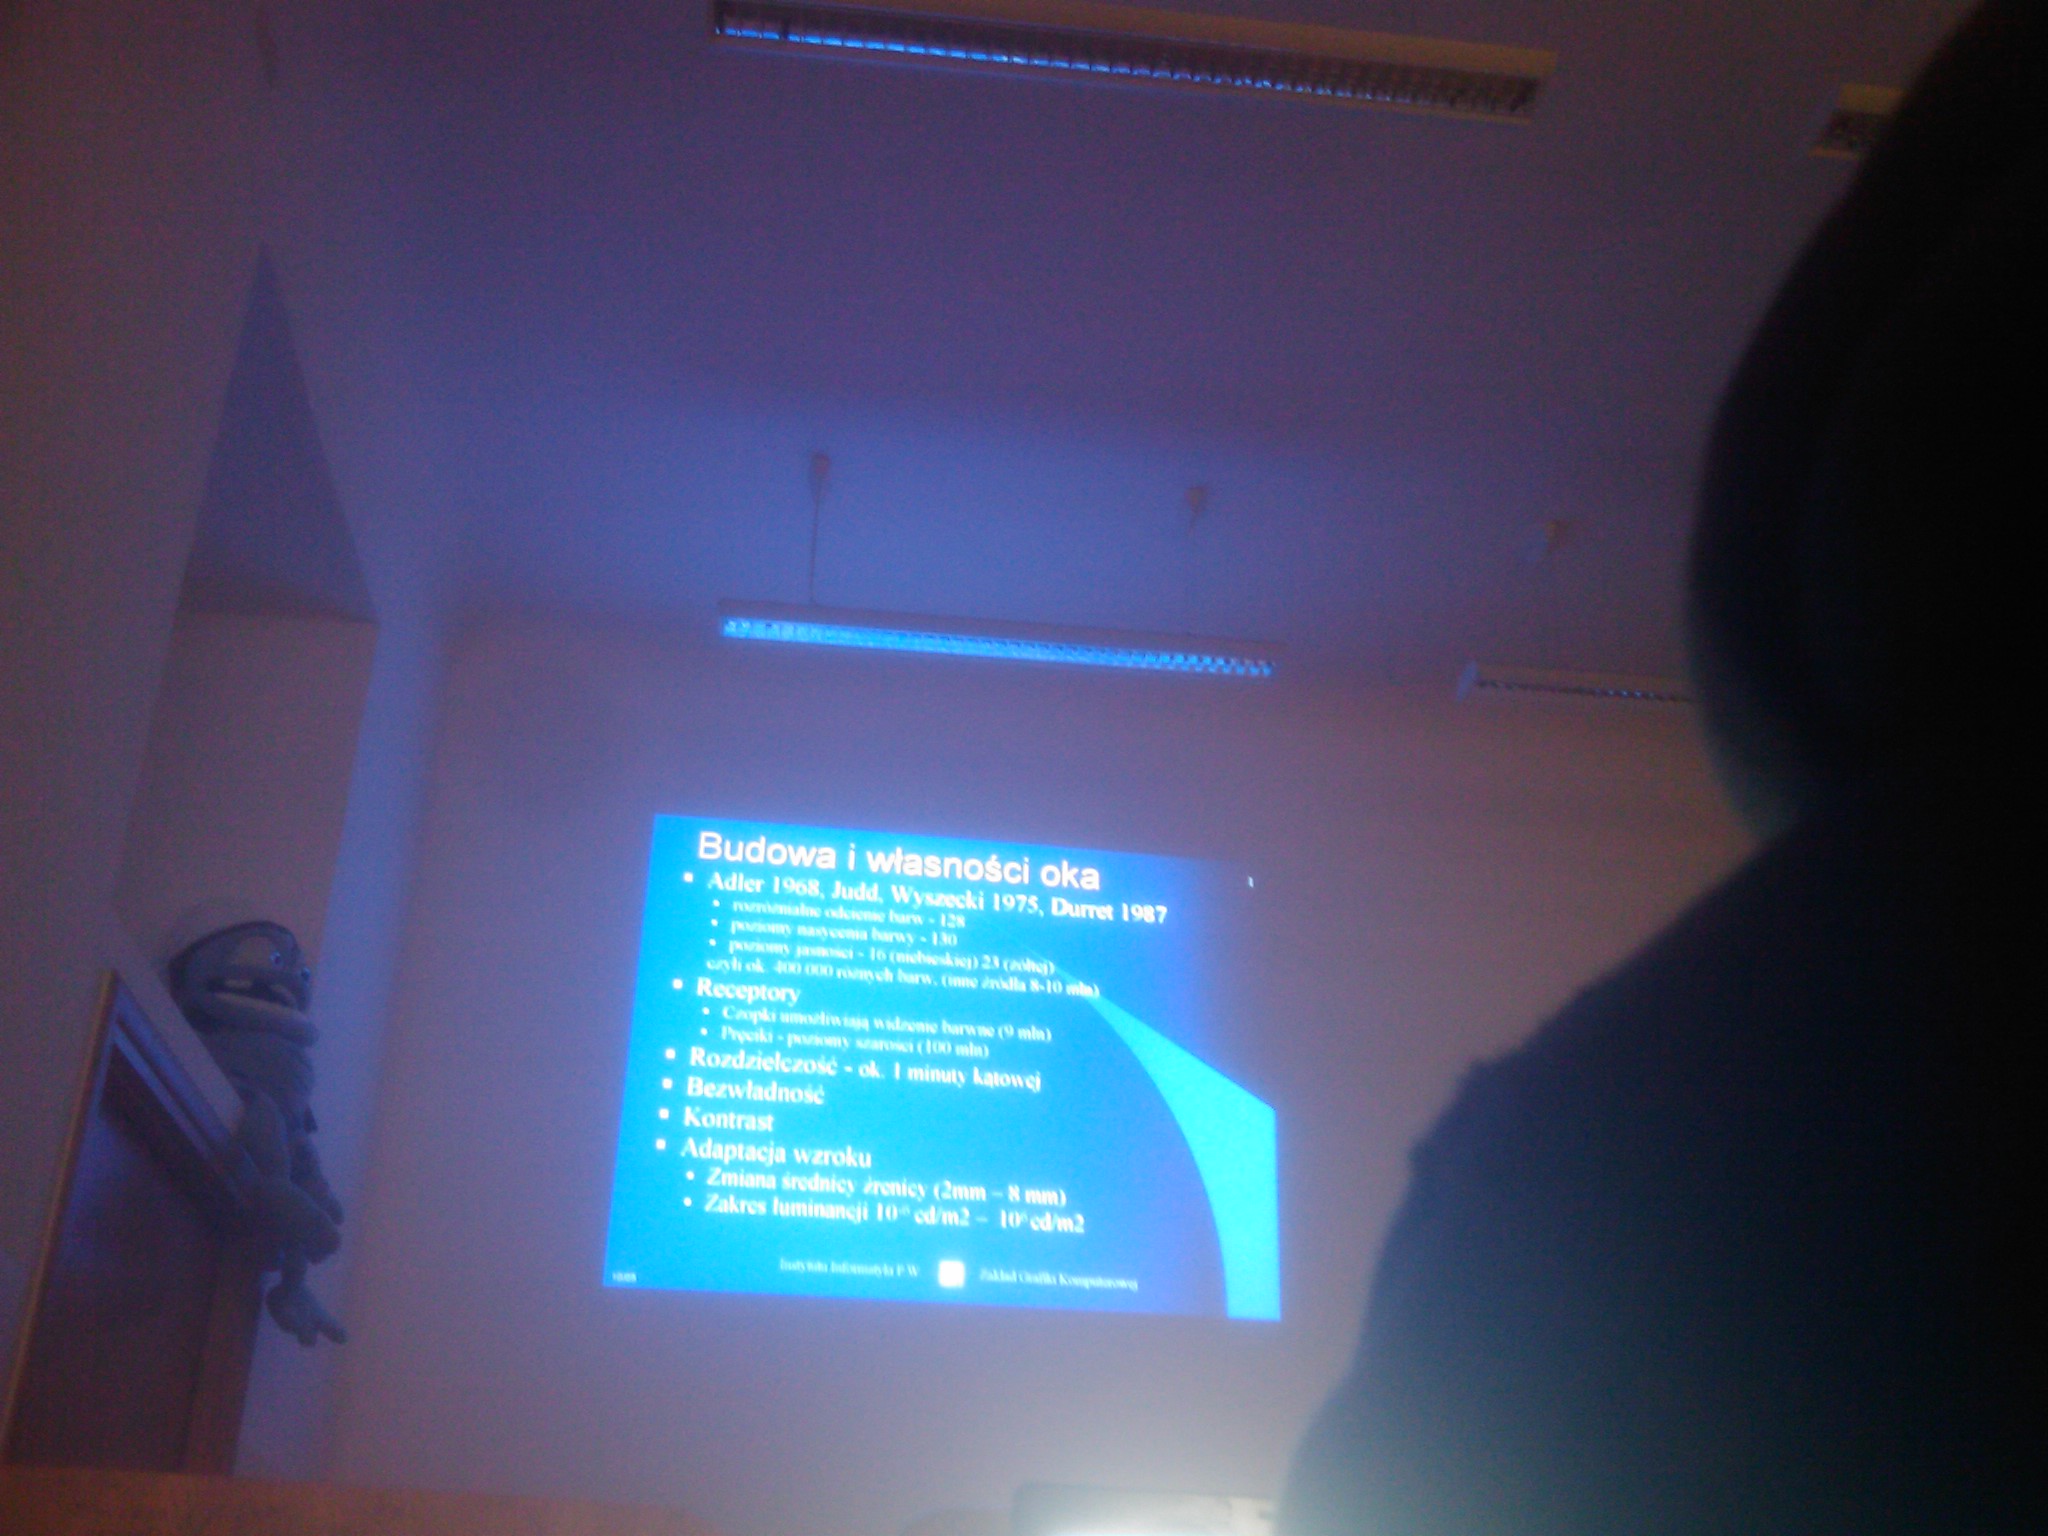 Budowa i własności oka
Adler 1968, Judd, Wyszecki 1975, Durret 1987
rozróżnialne odcienie barw - 128
poziomy nasycenia barwy - 130
poziomy jasności - 16 (niebieskiej) 23 (żółtej)
czyli ok. 400 000 różnych barw, (inne źródła 8-10 mln)
Receptory
Czopki umożliwiają widzenie barwne (9 mln)
Pręciki - poziomy szarości (100 mln)
Rozdzielczość - ok. 1 minuty kątowej
Bezwładność
Kontrast
Adaptacja wzroku
Zmiana średnicy źrenicy (2mm – 8 mm)
Zakres luminancji 10 cd/m2 – 10 cd/m2
Instytutu Informatyki P.W. Zakład Grafiki Komputerowej